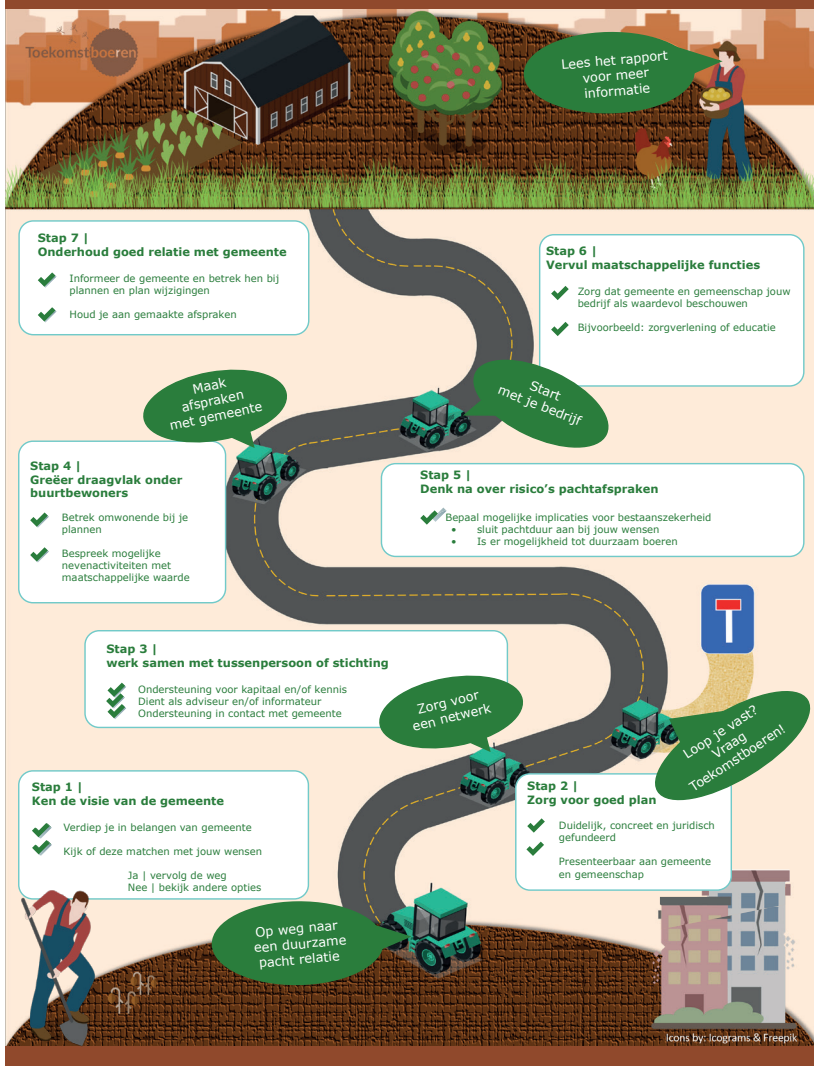 Toekomstboeren
Lees het rapport
voor meer
informatie
Stap 7 |
Onderhoud goed relatie met gemeente
Informeer de gemeente en betrek hen bij
plannen en plan wijzigingen
Houd je aan gemaakte afspraken
Stap 6 |
Vervul maatschappelijke functies
Zorg dat gemeente en gemeenschap jouw
bedrijf als waardevol beschouwen
Bijvoorbeeld: zorgverlening of educatie
Maak
afspraken
met gemeente
Start
met je bedrijf
Stap 4 |
Greëer draagvlak onder
buurtbewoners
Betrek omwonende bij je
plannen
Bespreek mogelijke
nevenactiviteiten met
maatschappelijke waarde
Stap 5 |
Denk na over risico's pachtafspraken
Bepaal mogelijke implicaties voor bestaanszekerheid
• sluit pachtduur aan bij jouw wensen
• Is er mogelijkheid tot duurzaam boeren
Stap 3 |
werk samen met tussenpersoon of stichting
Ondersteuning voor kapitaal en/of kennis
Dient als adviseur en/of informateur
Ondersteuning in contact met gemeente
Zorg voor
een netwerk
Loop je vast?
Vraag
Toekomstboeren!
Stap 1 |
Ken de visie van de gemeente
Verdiep je in belangen van gemeente
Kijk of deze matchen met jouw wensen
Ja | vervolg de weg
Nee | bekijk andere opties
Stap 2 |
Zorg voor goed plan
Duidelijk, concreet en juridisch
gefundeerd
Presenteerbaar aan gemeente
en gemeenschap
Op weg naar
een duurzame
pacht relatie
Icons by: Icograms & Freepik